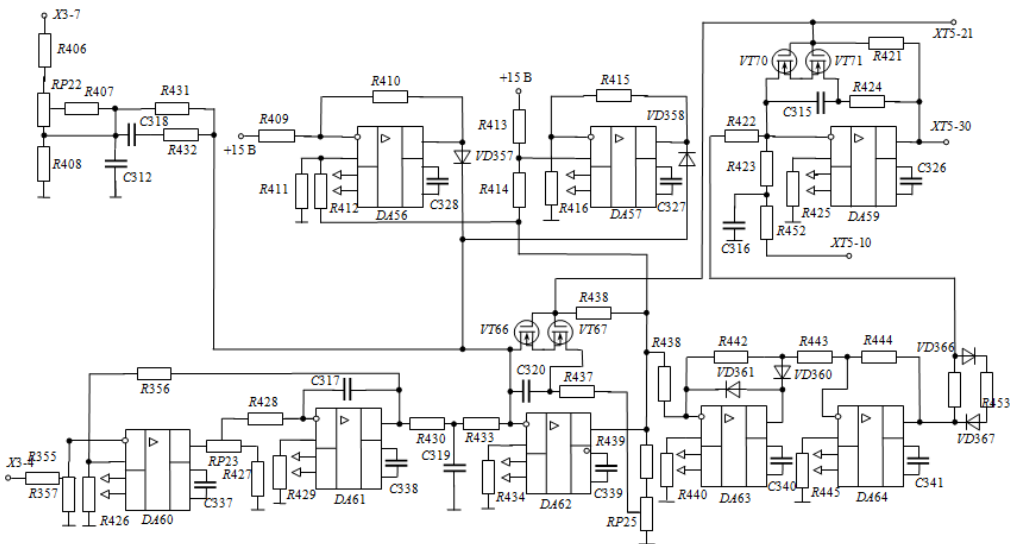 X3-7
R406
RP22
R407
R431
C318
R432
R408
C312
+15 В
R409
R410
VD357
R411
R412
DA56
C328
+15 В
R413
R414
R415
VD358
R416
DA57
C327
XT5-21
VT70
VT71
R421
R424
C315
R422
R423
XT5-30
C326
R425
DA59
C316
R452
XT5-10
VT66
VT67
R438
C320
R437
R438
R442
VD361
VD360
R443
R444
VD366
R453
VD367
R356
C317
R428
R430
R433
C319
R439
X3-4
R355
R357
R426
DA60
C337
RP23
R427
R429
DA61
C338
R434
DA62
C339
RP25
R440
DA63
C340
R445
DA64
C341